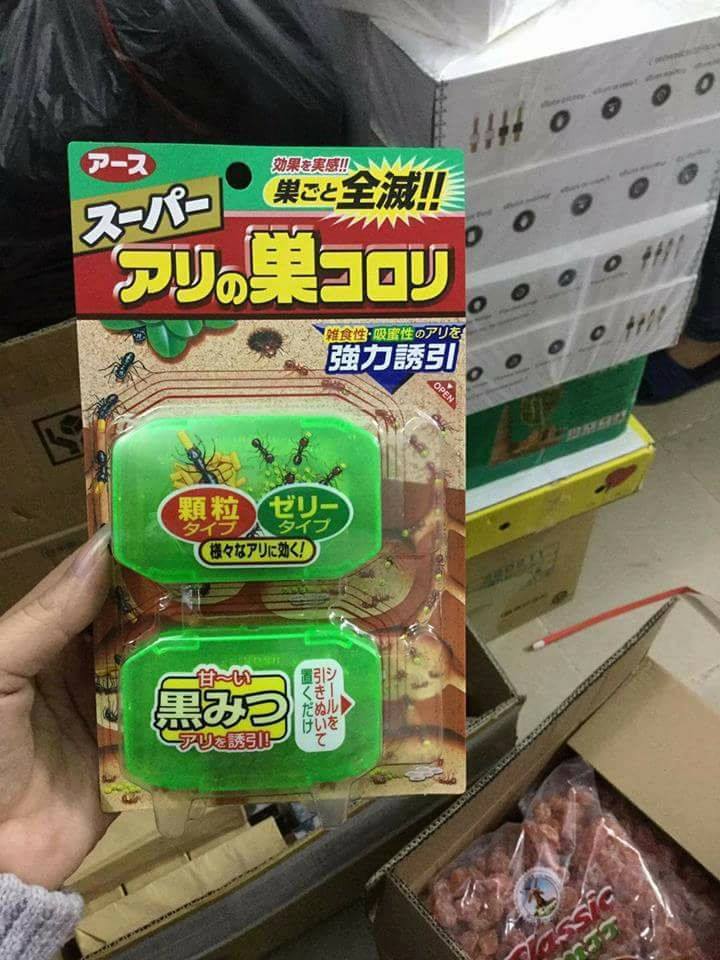 アース
効果を実感!!
巣ごと全滅!!
スーパー
アリの巣コロリ
雑食性・吸蜜性のアリを
強力誘引
OPEN
顆粒
タイプ
ゼリー
タイプ
様々なアリに効く!
甘〜い
黒みつ
アリを誘引!
シールを
引きぬいて
置くだけ
classic